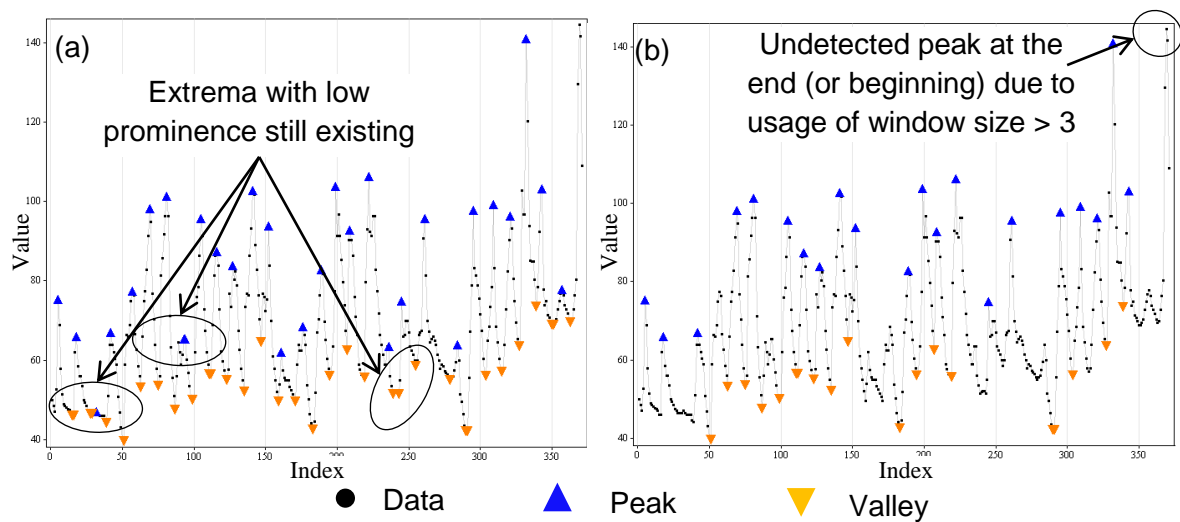 (a)
Extrema with low
prominence still existing
Value
140
120
100
80
60
40
0
50
100
150
200
250
300
350
Index
(b)
Undetected peak at the
end (or beginning) due to
usage of window size > 3
Value
140
120
100
80
60
40
0
50
100
150
200
250
300
350
Index
Data
Peak
Valley